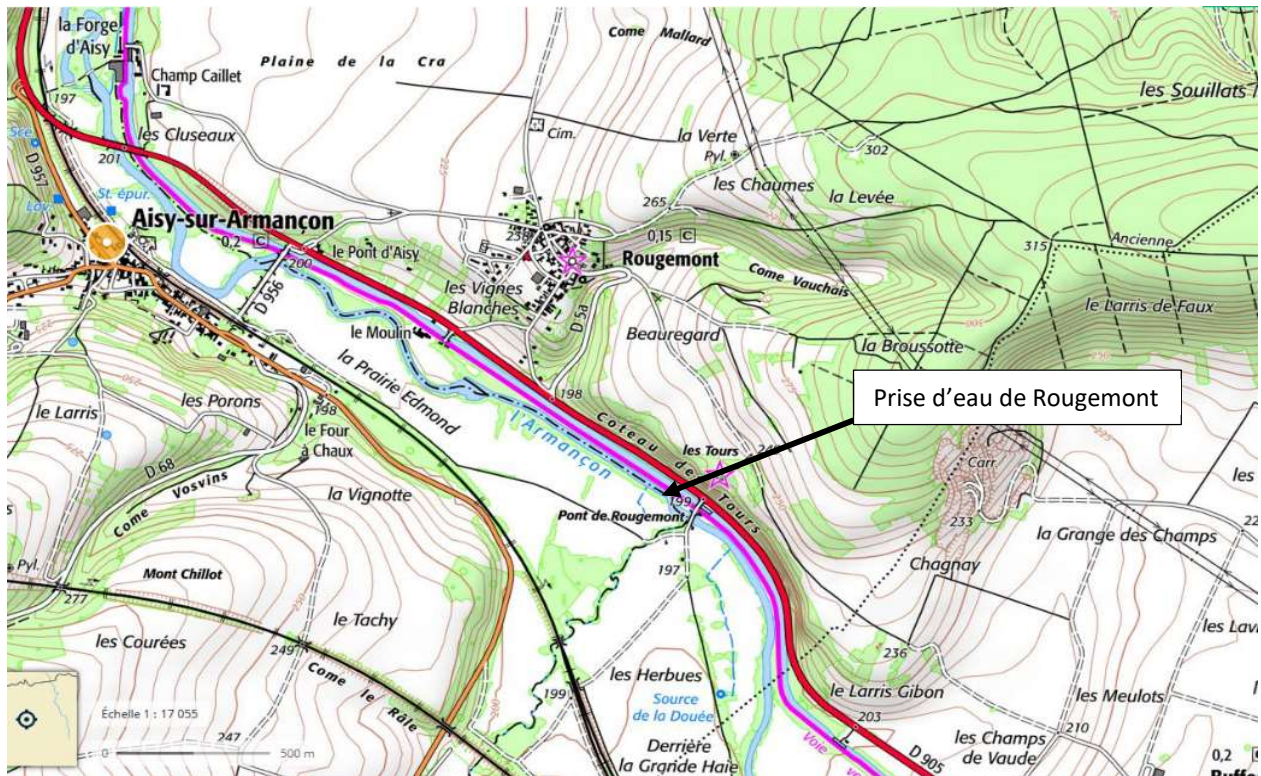 la Forge
d'Aisy
Champ Caillet
Plaine de la Cra
Come Mallard
les Souillats
197
les Cluseaux
Cim.
225
la Verte
Pyl.
302
Sce
D 957
201
les Chaumes
la Levée
St. épur.
Lav.
Aisy-sur-Armançon
0,2 C
265
0,15 C
315
Ancienne
le Pont d'Aisy
200
Rougemont
les Vignes
Blanches
D 5a
Come Vauchais
le Larris de Faux
D 956
le Moulin
Beauregard
la Broussotte
la Prairie Edmond
198
Prise d'eau de Rougemont
le Larris
les Porons
198
le Four
à Chaux
l'Armançon
Coteau des Tours
les Tours
Carr.
D 68
Come Vosvins
la Vignotte
199
Pont de Rougemont
233
la Grange des Champs
Chagnay
Pyl.
277
Mont Chillot
250
197
les Courées
249
le Tachy
Come le Râle
236
199
les Herbues
Source
de la Douée
le Larris Gibon
les Meulots
203
210
Échelle 1 : 17 055
0 500 m
247
200
Derrière
la Grande Haie
Voie
D 905
les Champs
de Vaude
0,2